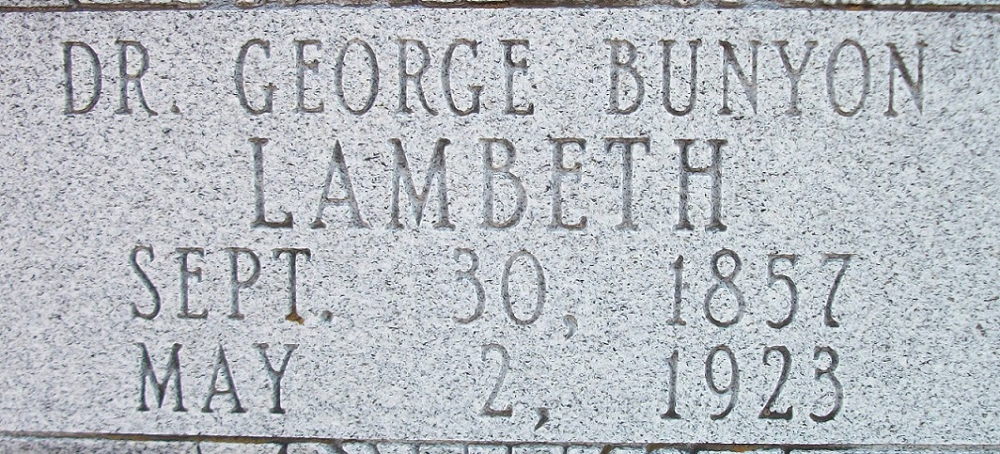 DR. GEORGE BUNYON
LAMBETH
SEPT. 30, 1857
MAY 2, 1923